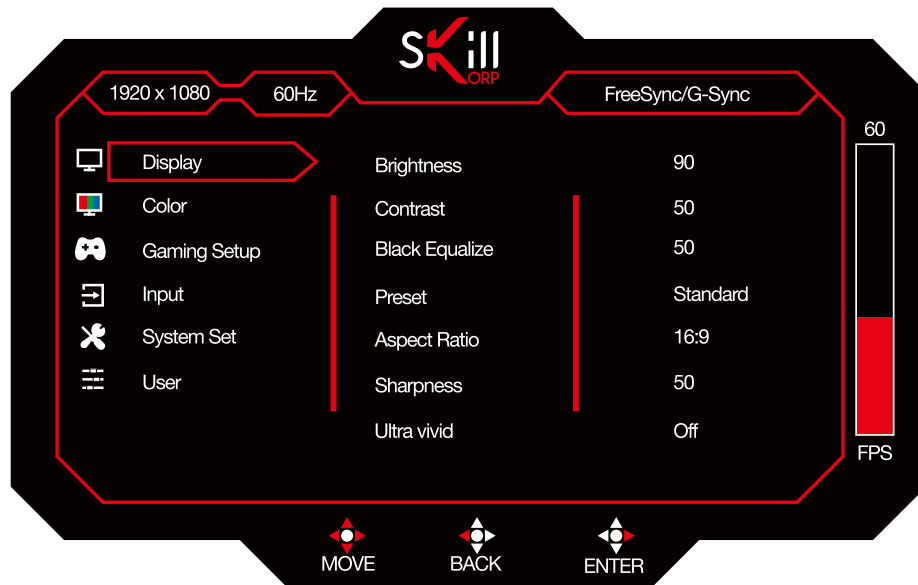 SKill
ORP
1920 x 1080 60Hz FreeSync/G-Sync
60
Display Brightness 90
Color Contrast 50
Gaming Setup Black Equalize 50
Input Preset Standard
System Set Aspect Ratio 16:9
User Sharpness 50
Ultra vivid Off
FPS
MOVE BACK ENTER